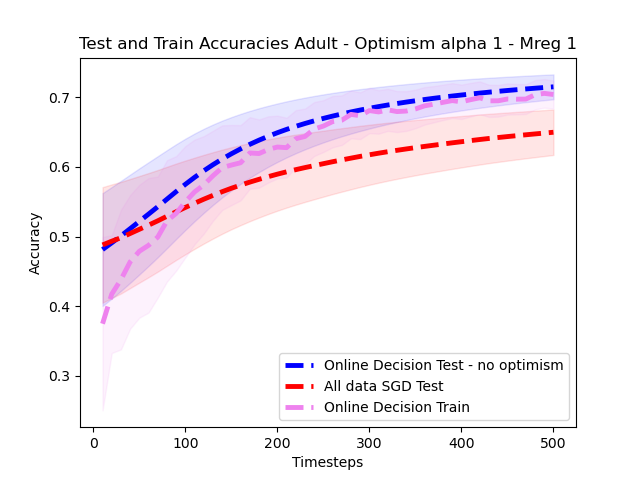 Test and Train Accuracies Adult - Optimism alpha 1 - Mreg 1
Accuracy
0.7
0.6
0.5
0.4
0.3
Online Decision Test - no optimism
All data SGD Test
Online Decision Train
0 100 200 300 400 500
Timesteps